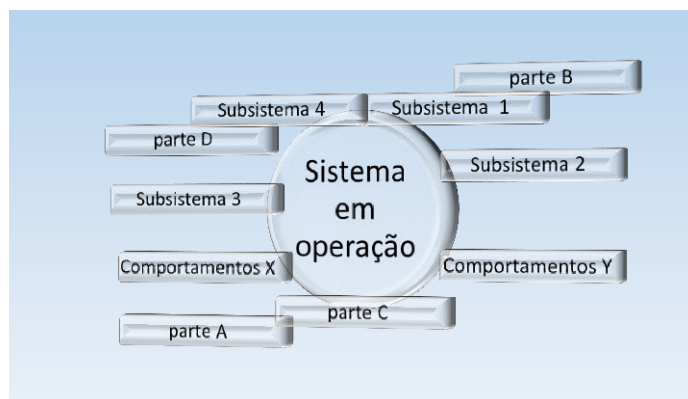 parte B
Subsistema 4
Subsistema 1
parte D
Subsistema 2
Sistema
em
operação
Subsistema 3
Comportamentos X
Comportamentos Y
parte C
parte A